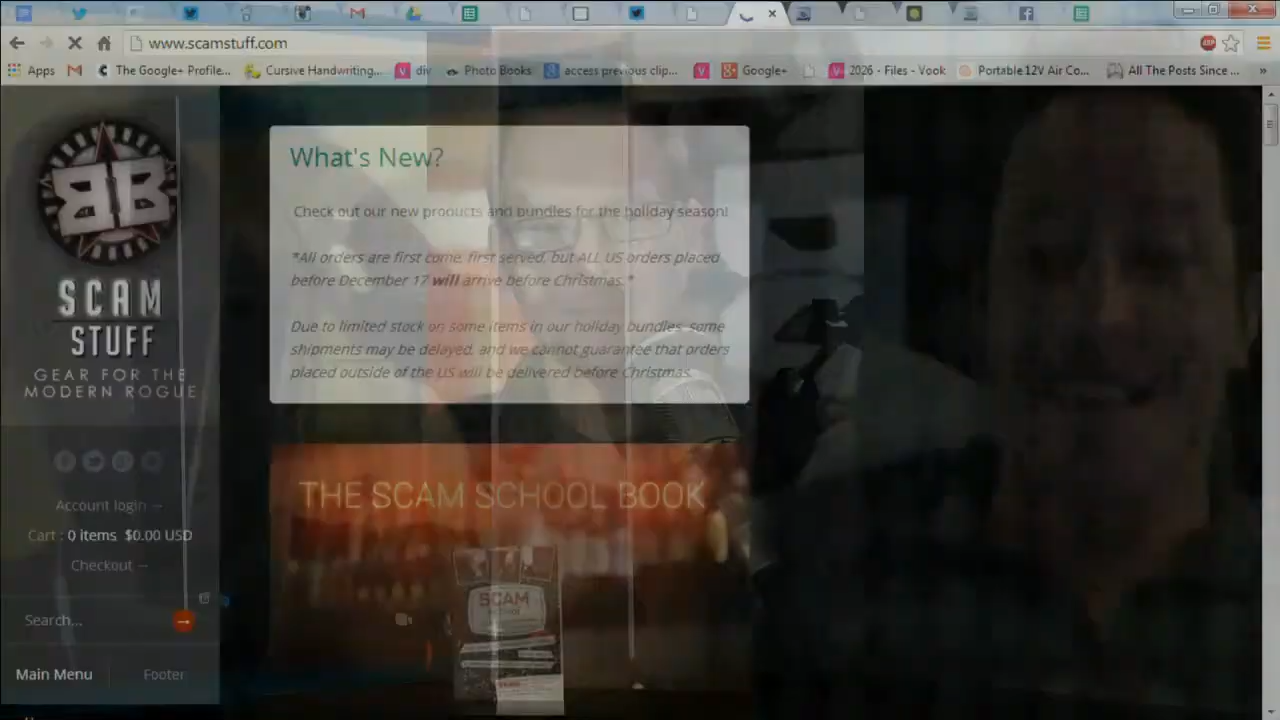 www.scamstuff.com
Apps
The Google+ Profile...
Cursive Handwriting...
div
Photo Books
access previous clip...
Google+
2026 - Files - Vook
Portable 12V Air Co...
All The Posts Since ...
»
BB
SCAM
STUFF
GEAR FOR THE
MODERN ROGUE
Account login
Cart : 0 items $0.00 USD
Checkout
Search...
Main Menu
Footer
What's New?
Check out our new products and bundles for the holiday season!
*All orders are first come, first served, but ALL US orders placed
before December 17 will arrive before Christmas.*
Due to limited stock on some items in our holiday bundles, some
shipments may be delayed, and we cannot guarantee that orders
placed outside of the US will be delivered before Christmas.
THE SCAM SCHOOL BOOK
SCAM